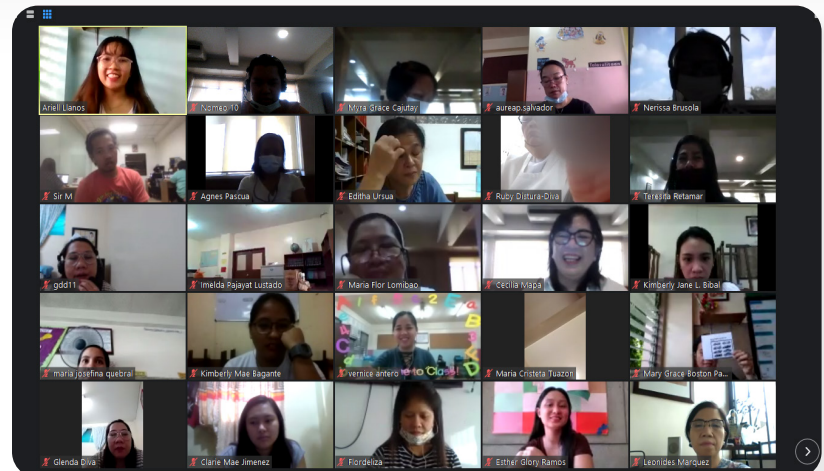 Ariell Llanos
Nomeo 10
Myra Grace Cajutay
aureap.salvador
Nerissa Brusola
Sir M
Agnes Pascua
Editha Ursua
Ruby Distura-Diva
Teresita Retamar
gdd11
Imelda Pajayat Lustado
Maria Flor Lomibao
Cecilia Mapa
Kimberly Jane L. Bibal
maria josefina quebral
Kimberly Mae Bagante
vernice antero
to Class!
Maria Cristeta Tuazon
Mary Grace Boston Pa...
Glenda Diva
Clarie Mae Jimenez
Flordeliza
Esther Glory Ramos
Leonides Marquez